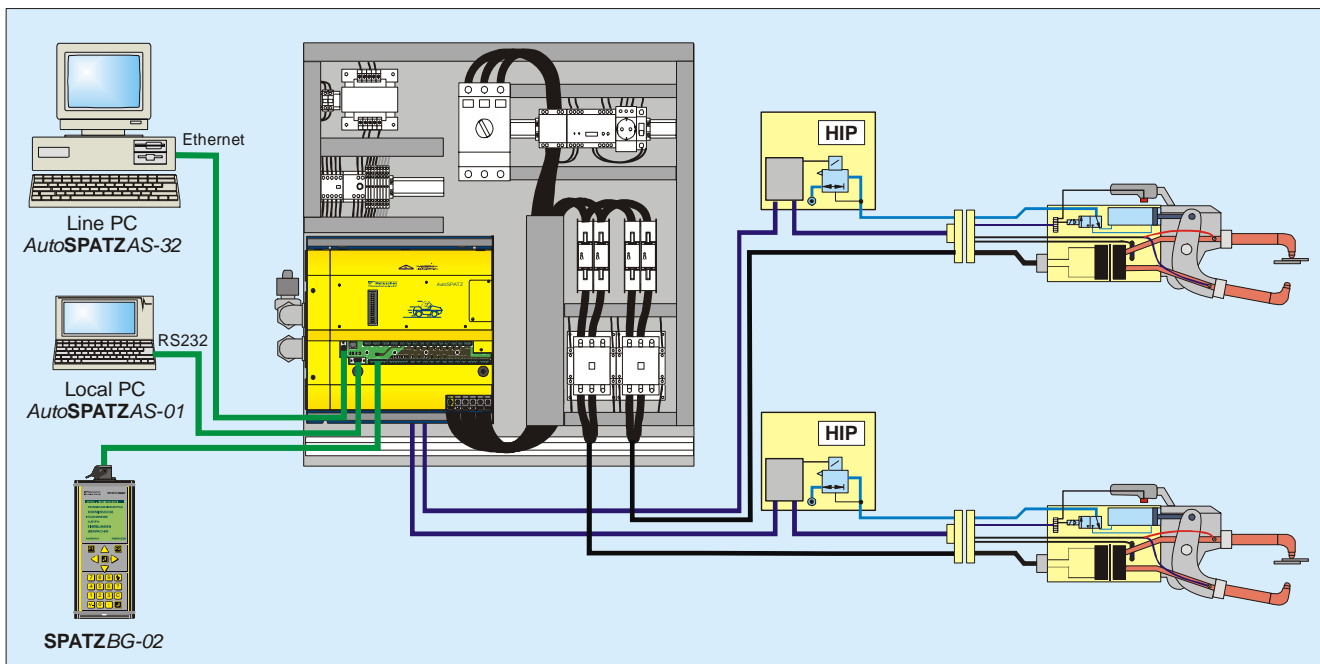 Ethernet
Line PC
AutoSPATZAS-32
RS232
Local PC
AutoSPATZAS-01
SPATZBG-02
AutoSPATZ
HIP
HIP